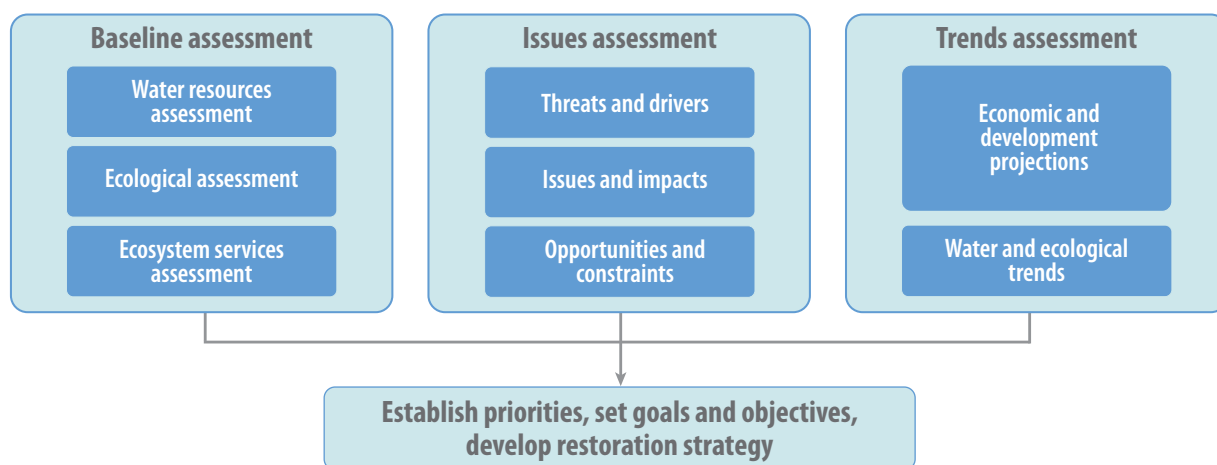 Baseline assessment
Water resources
assessment
Ecological assessment
Ecosystem services
assessment
Issues assessment
Threats and drivers
Issues and impacts
Opportunities and
constraints
Trends assessment
Economic and
development
projections
Water and ecological
trends
Establish priorities, set goals and objectives,
develop restoration strategy